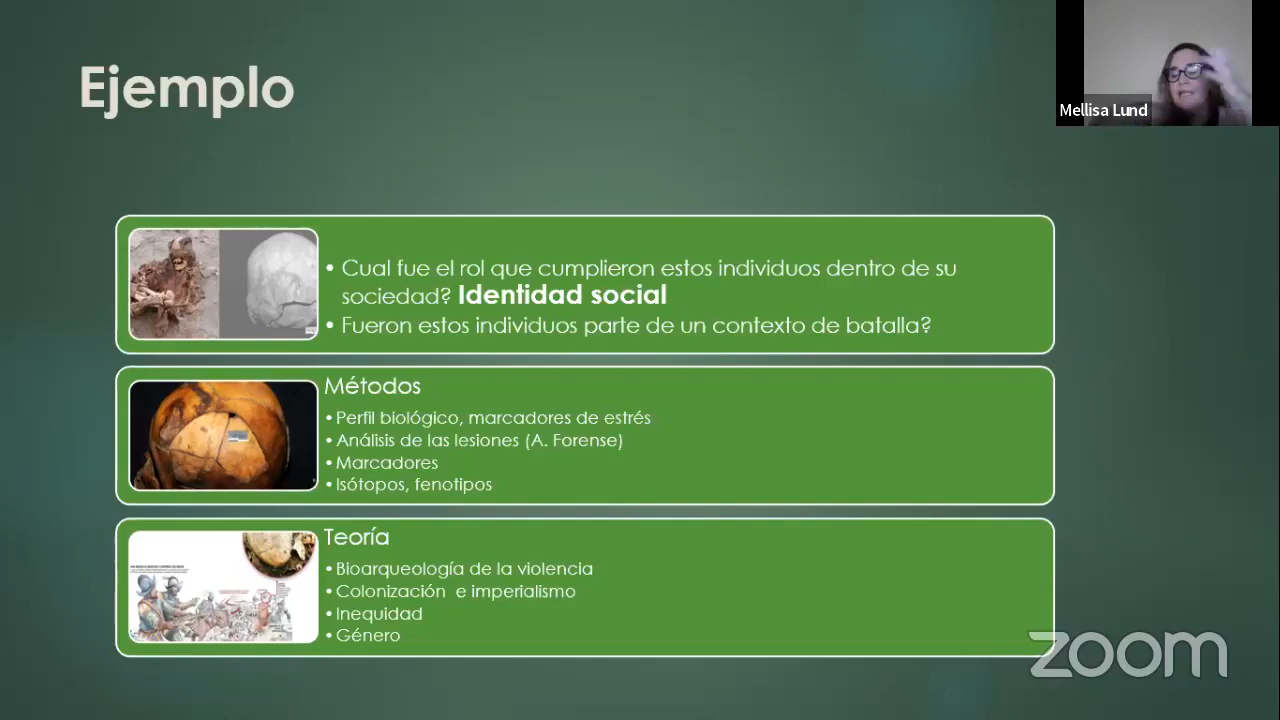 Ejemplo
Mellisa Lund
• Cual fue el rol que cumplieron estos individuos dentro de su
sociedad? Identidad social
• Fueron estos individuos parte de un contexto de batalla?
Métodos
• Perfil biológico, marcadores de estrés
• Análisis de las lesiones (A. Forense)
• Marcadores
• Isótopos, fenotipos
Teoría
• Bioarqueología de la violencia
• Colonización e imperialismo
• Inequidad
• Género
zoom